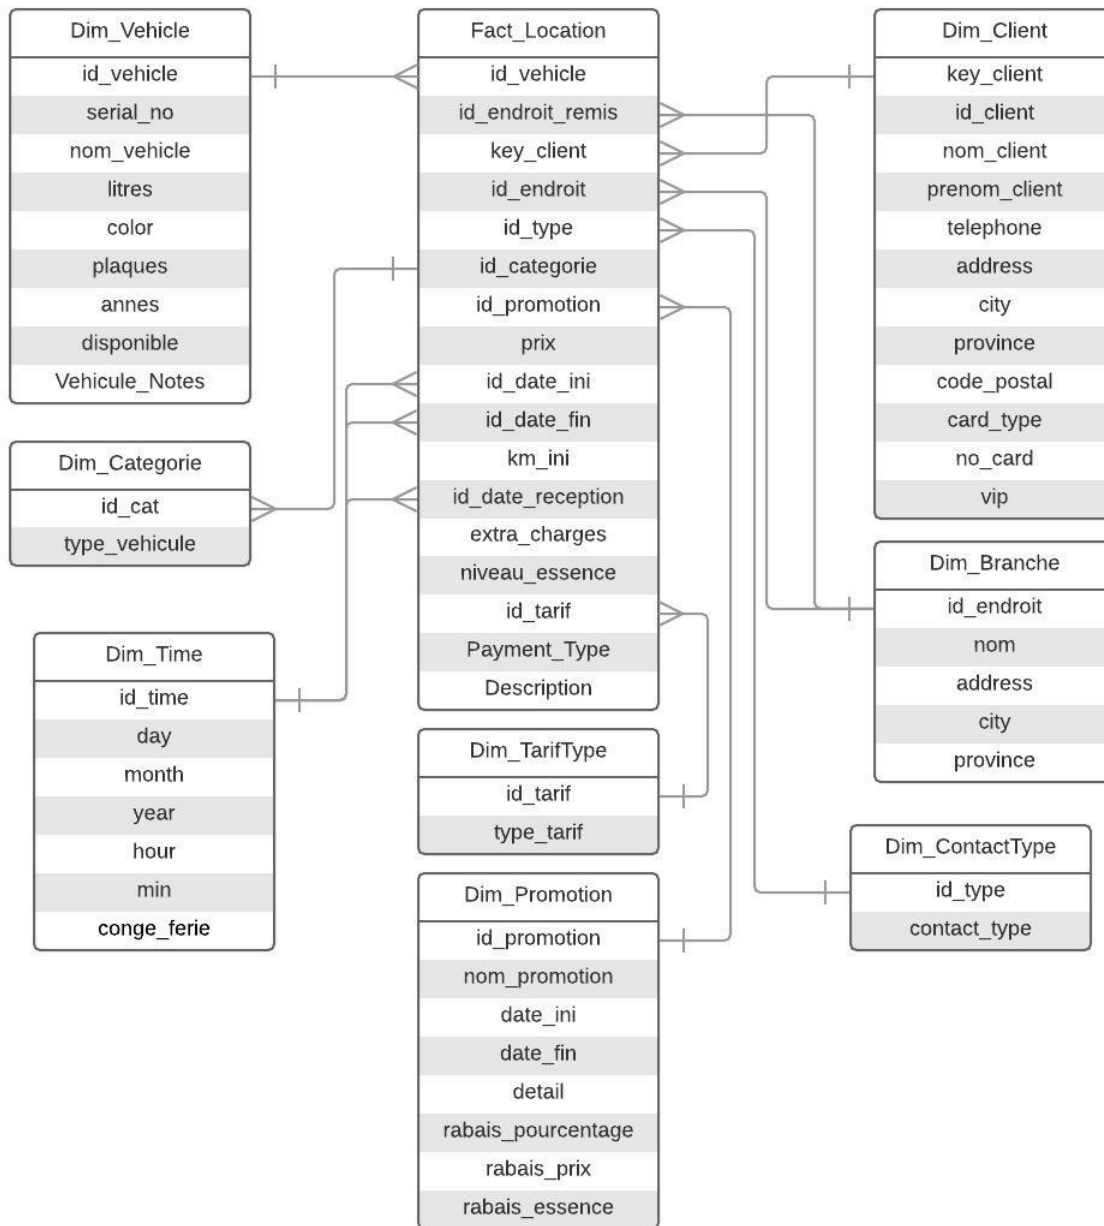 Dim_Vehicle
id_vehicle
serial_no
nom_vehicle
litres
color
plaques
annes
disponible
Vehicule_Notes
Dim_Categorie
id_cat
type_vehicule
Dim_Time
id_time
day
month
year
hour
min
conge_ferie
Fact_Location
id_vehicle
id_endroit_remis
key_client
id_endroit
id_type
id_categorie
id_promotion
prix
id_date_ini
id_date_fin
km_ini
id_date_reception
extra_charges
niveau_essence
id_tarif
Payment_Type
Description
Dim_TarifType
id_tarif
type_tarif
Dim_Promotion
id_promotion
nom_promotion
date_ini
date_fin
detail
rabais_pourcentage
rabais_prix
rabais_essence
Dim_Client
key_client
id_client
nom_client
prenom_client
telephone
address
city
province
code_postal
card_type
no_card
vip
Dim_Branche
id_endroit
nom
address
city
province
Dim_ContactType
id_type
contact_type